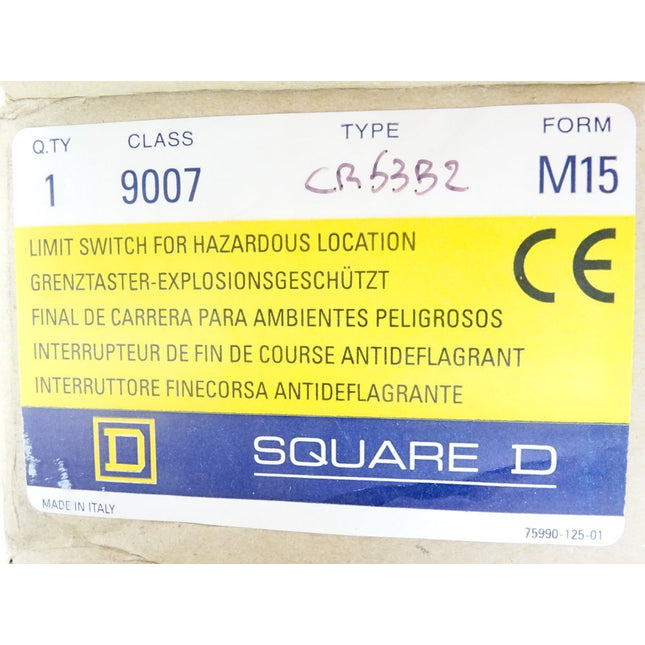 Q.TY CLASS TYPE FORM
1 9007 CR53B2 M15
LIMIT SWITCH FOR HAZARDOUS LOCATION
GRENZTASTER-EXPLOSIONSGESCHÜTZT
FINAL DE CARRERA PARA AMBIENTES PELIGROSOS
INTERRUPTEUR DE FIN DE COURSE ANTIDEFLAGRANT
INTERRUTTORE FINECORSA ANTIDEFLAGRANTE
CE
D SQUARE D
MADE IN ITALY 75990-125-01